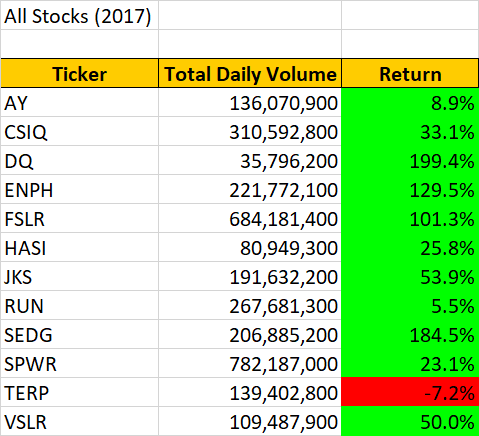 All Stocks (2017)
Ticker Total Daily Volume Return
AY 136,070,900 8.9%
CSIQ 310,592,800 33.1%
DQ 35,796,200 199.4%
ENPH 221,772,100 129.5%
FSLR 684,181,400 101.3%
HASI 80,949,300 25.8%
JKS 191,632,200 53.9%
RUN 267,681,300 5.5%
SEDG 206,885,200 184.5%
SPWR 782,187,000 23.1%
TERP 139,402,800 -7.2%
VSLR 109,487,900 50.0%